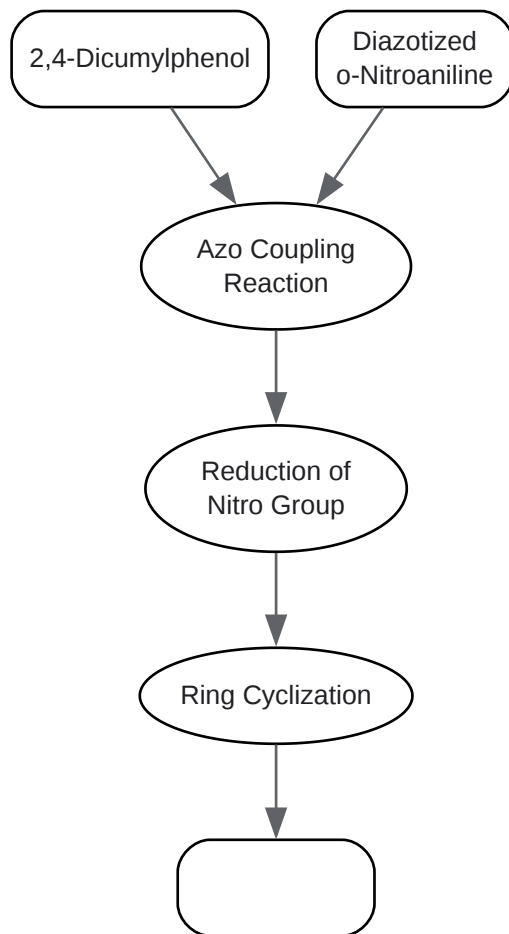 2,4-Dicumylphenol
Diazotized
o-Nitroaniline
Azo Coupling
Reaction
Reduction of
Nitro Group
Ring Cyclization